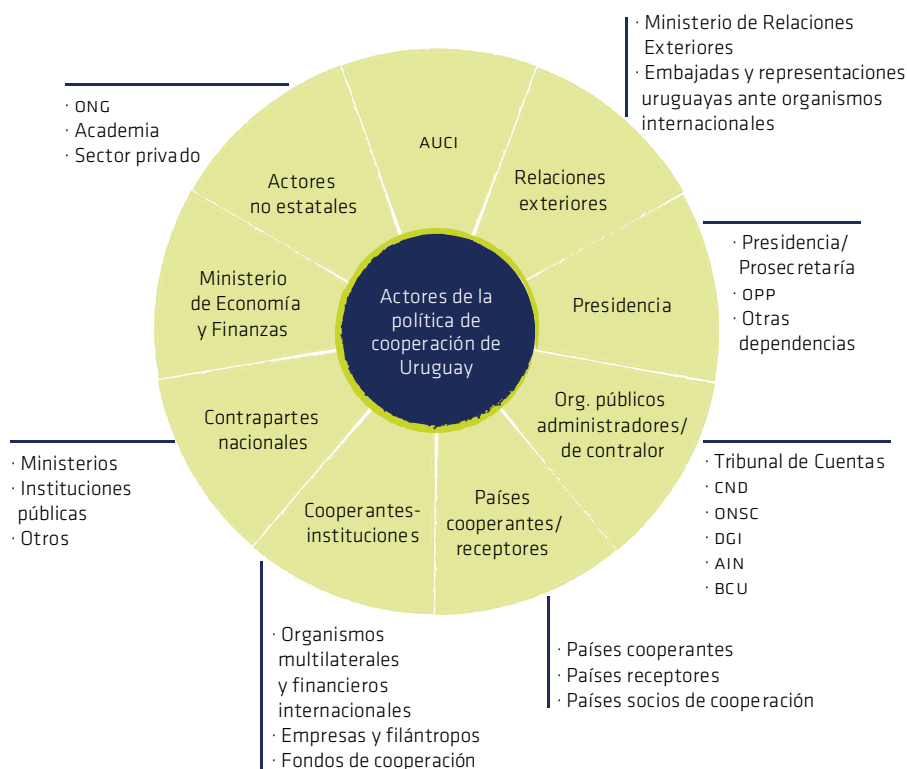 Actores de la
política de
cooperación de
Uruguay
AUCI
Relaciones
exteriores
· Ministerio de Relaciones
Exteriores
· Embajadas y representaciones
uruguayas ante organismos
internacionales
Presidencia
· Presidencia/
Prosecretaría
· OPP
· Otras
dependencias
Org. públicos
administradores/
de contralor
· Tribunal de Cuentas
· CND
· ONSC
· DGI
· AIN
· BCU
Países
cooperantes/
receptores
· Países cooperantes
· Países receptores
· Países socios de cooperación
Cooperantes-
instituciones
· Organismos
multilaterales
y financieros
internacionales
· Empresas y filántropos
· Fondos de cooperación
Contrapartes
nacionales
· Ministerios
· Instituciones
públicas
· Otros
Ministerio
de Economía
y Finanzas
Actores
no estatales
· ONG
· Academia
· Sector privado